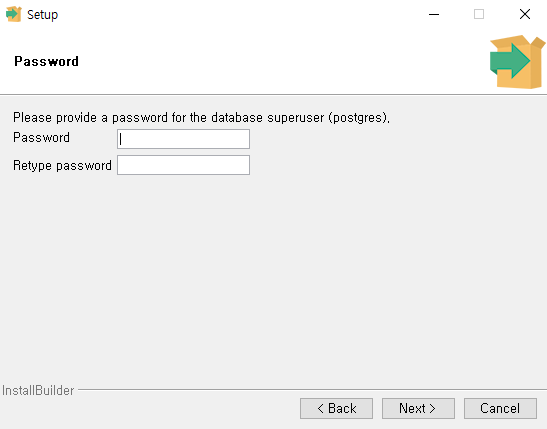 Setup
Password
Please provide a password for the database superuser (postgres).
Password
Retype password
InstallBuilder
< Back
Next >
Cancel